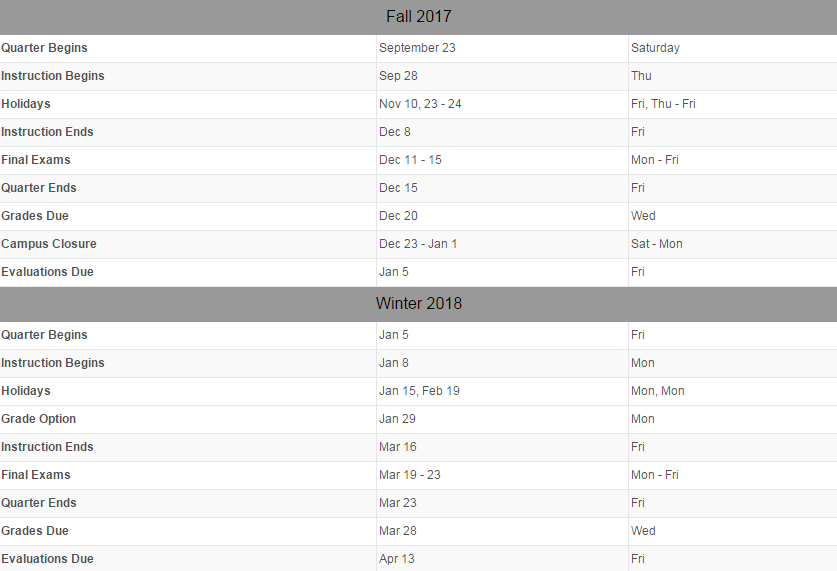 Fall 2017
Quarter Begins September 23 Saturday
Instruction Begins Sep 28 Thu
Holidays Nov 10, 23 - 24 Fri, Thu - Fri
Instruction Ends Dec 8 Fri
Final Exams Dec 11 - 15 Mon - Fri
Quarter Ends Dec 15 Fri
Grades Due Dec 20 Wed
Campus Closure Dec 23 - Jan 1 Sat - Mon
Evaluations Due Jan 5 Fri
Winter 2018
Quarter Begins Jan 5 Fri
Instruction Begins Jan 8 Mon
Holidays Jan 15, Feb 19 Mon, Mon
Grade Option Jan 29 Mon
Instruction Ends Mar 16 Fri
Final Exams Mar 19 - 23 Mon - Fri
Quarter Ends Mar 23 Fri
Grades Due Mar 28 Wed
Evaluations Due Apr 13 Fri